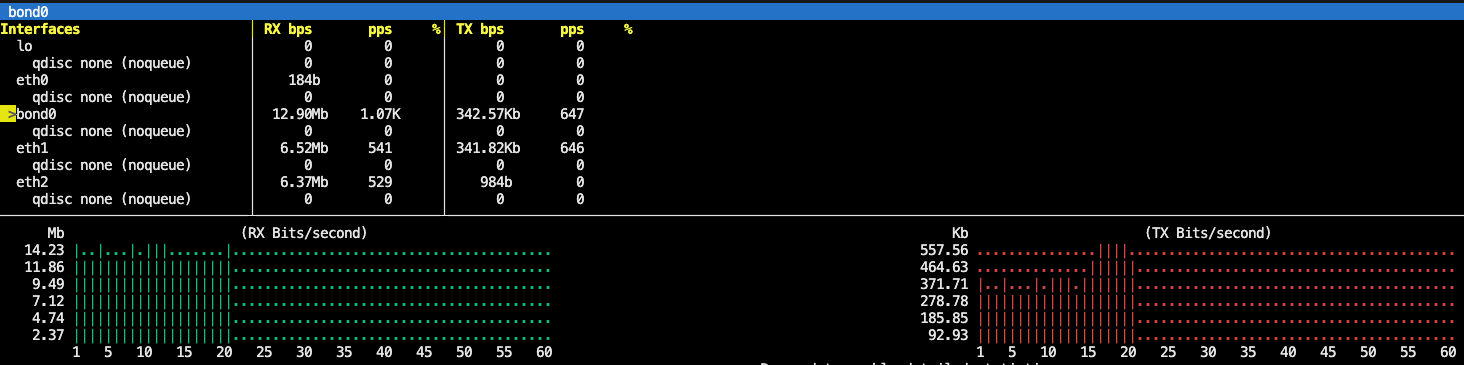 bond0
Interfaces RX bps pps % TX bps pps %
lo 0 0 0 0
qdisc none (noqueue) 0 0 0 0
eth0 184b 0 0 0
qdisc none (noqueue) 0 0 0 0
>bond0 12.90Mb 1.07K 342.57Kb 647
qdisc none (noqueue) 0 0 0 0
eth1 6.52Mb 541 341.82Kb 646
qdisc none (noqueue) 0 0 0 0
eth2 6.37Mb 529 984b 0
qdisc none (noqueue) 0 0 0 0
Mb (RX Bits/second) Kb (TX Bits/second)
14.23 557.56
11.86 464.63
9.49 371.71
7.12 278.78
4.74 185.85
2.37 92.93
1 5 10 15 20 25 30 35 40 45 50 55 60 1 5 10 15 20 25 30 35 40 45 50 55 60